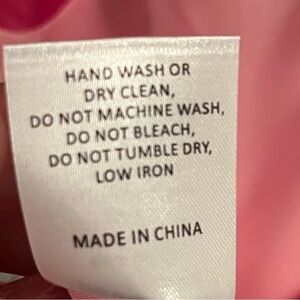 HAND WASH OR
DRY CLEAN,
DO NOT MACHINE WASH,
DO NOT BLEACH,
DO NOT TUMBLE DRY,
LOW IRON
MADE IN CHINA